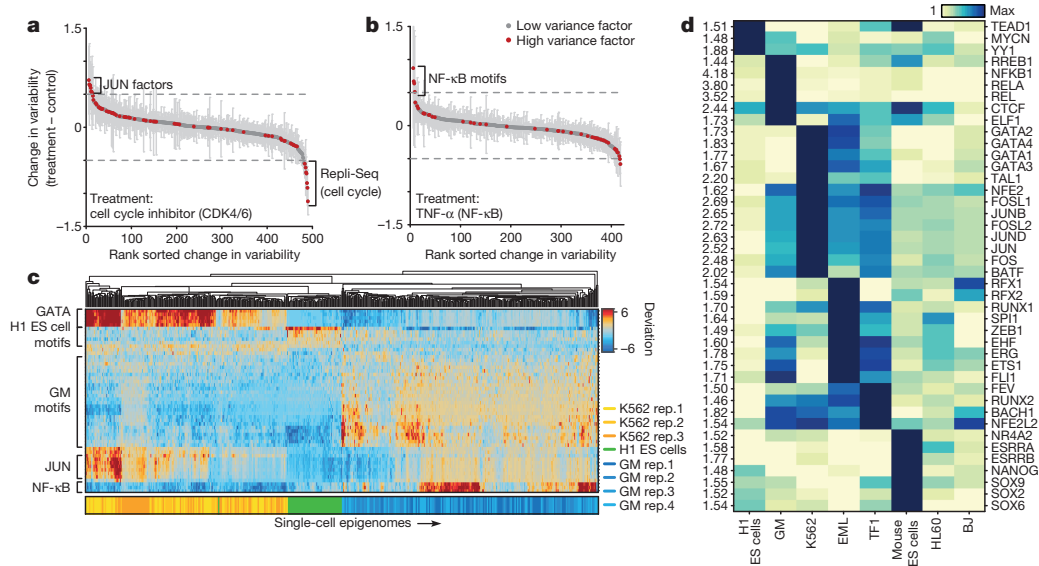 a
1.5
0
−1.5
Change in variability
(treatment – control)
JUN factors
Repli-Seq
(cell cycle)
Treatment:
cell cycle inhibitor (CDK4/6)
0 100 200 300 400 500
Rank sorted change in variability
b
Low variance factor
High variance factor
1.5
0
−1.5
NF-κB motifs
Treatment:
TNF-α (NF-κB)
0 100 200 300 400
Rank sorted change in variability
c
GATA
H1 ES cell
motifs
GM
motifs
JUN
NF-κB
6
−6
Deviation
K562 rep.1
K562 rep.2
K562 rep.3
H1 ES cells
GM rep.1
GM rep.2
GM rep.3
GM rep.4
Single-cell epigenomes →
d
1 Max
1.51 TEAD1
1.48 MYCN
1.88 YY1
1.44 RREB1
4.18 NFKB1
3.80 RELA
3.52 REL
2.44 CTCF
1.73 ELF1
1.73 GATA2
1.83 GATA4
1.77 GATA1
1.67 GATA3
2.20 TAL1
1.62 NFE2
2.69 FOSL1
2.65 JUNB
2.72 FOSL2
2.63 JUND
2.52 JUN
2.48 FOS
2.02 BATF
1.54 RFX1
1.59 RFX2
1.70 RUNX1
1.64 SPI1
1.49 ZEB1
1.60 EHF
1.78 ERG
1.75 ETS1
1.71 FLI1
1.50 FEV
1.46 RUNX2
1.82 BACH1
1.54 NFE2L2
1.52 NR4A2
1.58 ESRRA
1.77 ESRRB
1.48 NANOG
1.55 SOX9
1.52 SOX2
1.54 SOX6
H1
ES cells
GM
K562
EML
TF1
Mouse
ES cells
HL60
BJ